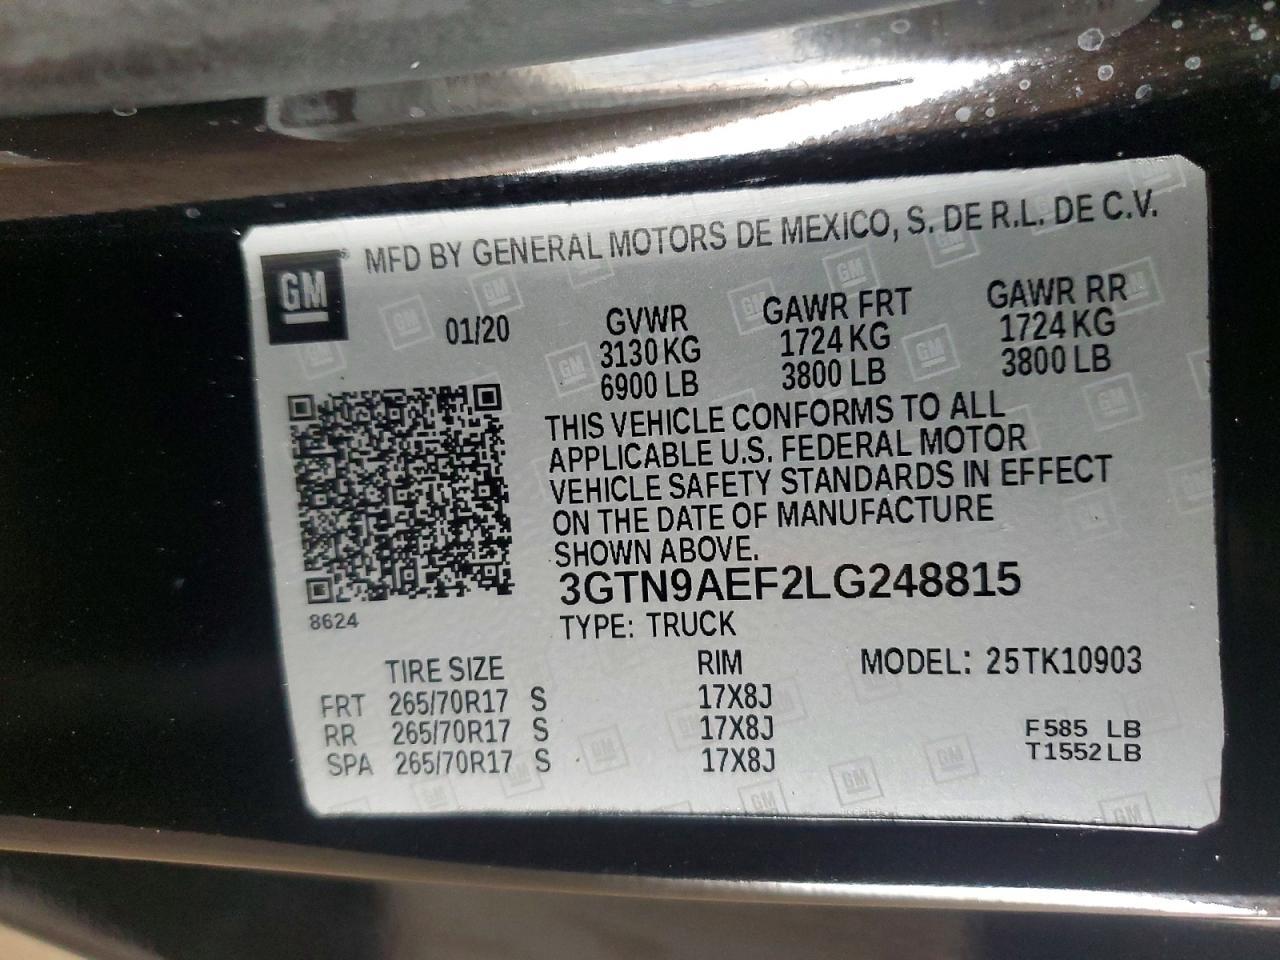 MFD BY GENERAL MOTORS DE MEXICO, S. DE R.L. DE C.V.
GM®
01/20
GVWR GAWR FRT GAWR RR
3130 KG 1724 KG 1724 KG
6900 LB 3800 LB 3800 LB
THIS VEHICLE CONFORMS TO ALL
APPLICABLE U.S. FEDERAL MOTOR
VEHICLE SAFETY STANDARDS IN EFFECT
ON THE DATE OF MANUFACTURE
SHOWN ABOVE.
3GTN9AEF2LG248815
8624
TYPE: TRUCK
TIRE SIZE RIM MODEL: 25TK10903
FRT 265/70R17 S 17X8J
RR 265/70R17 S 17X8J F585 LB
SPA 265/70R17 S 17X8J T1552LB